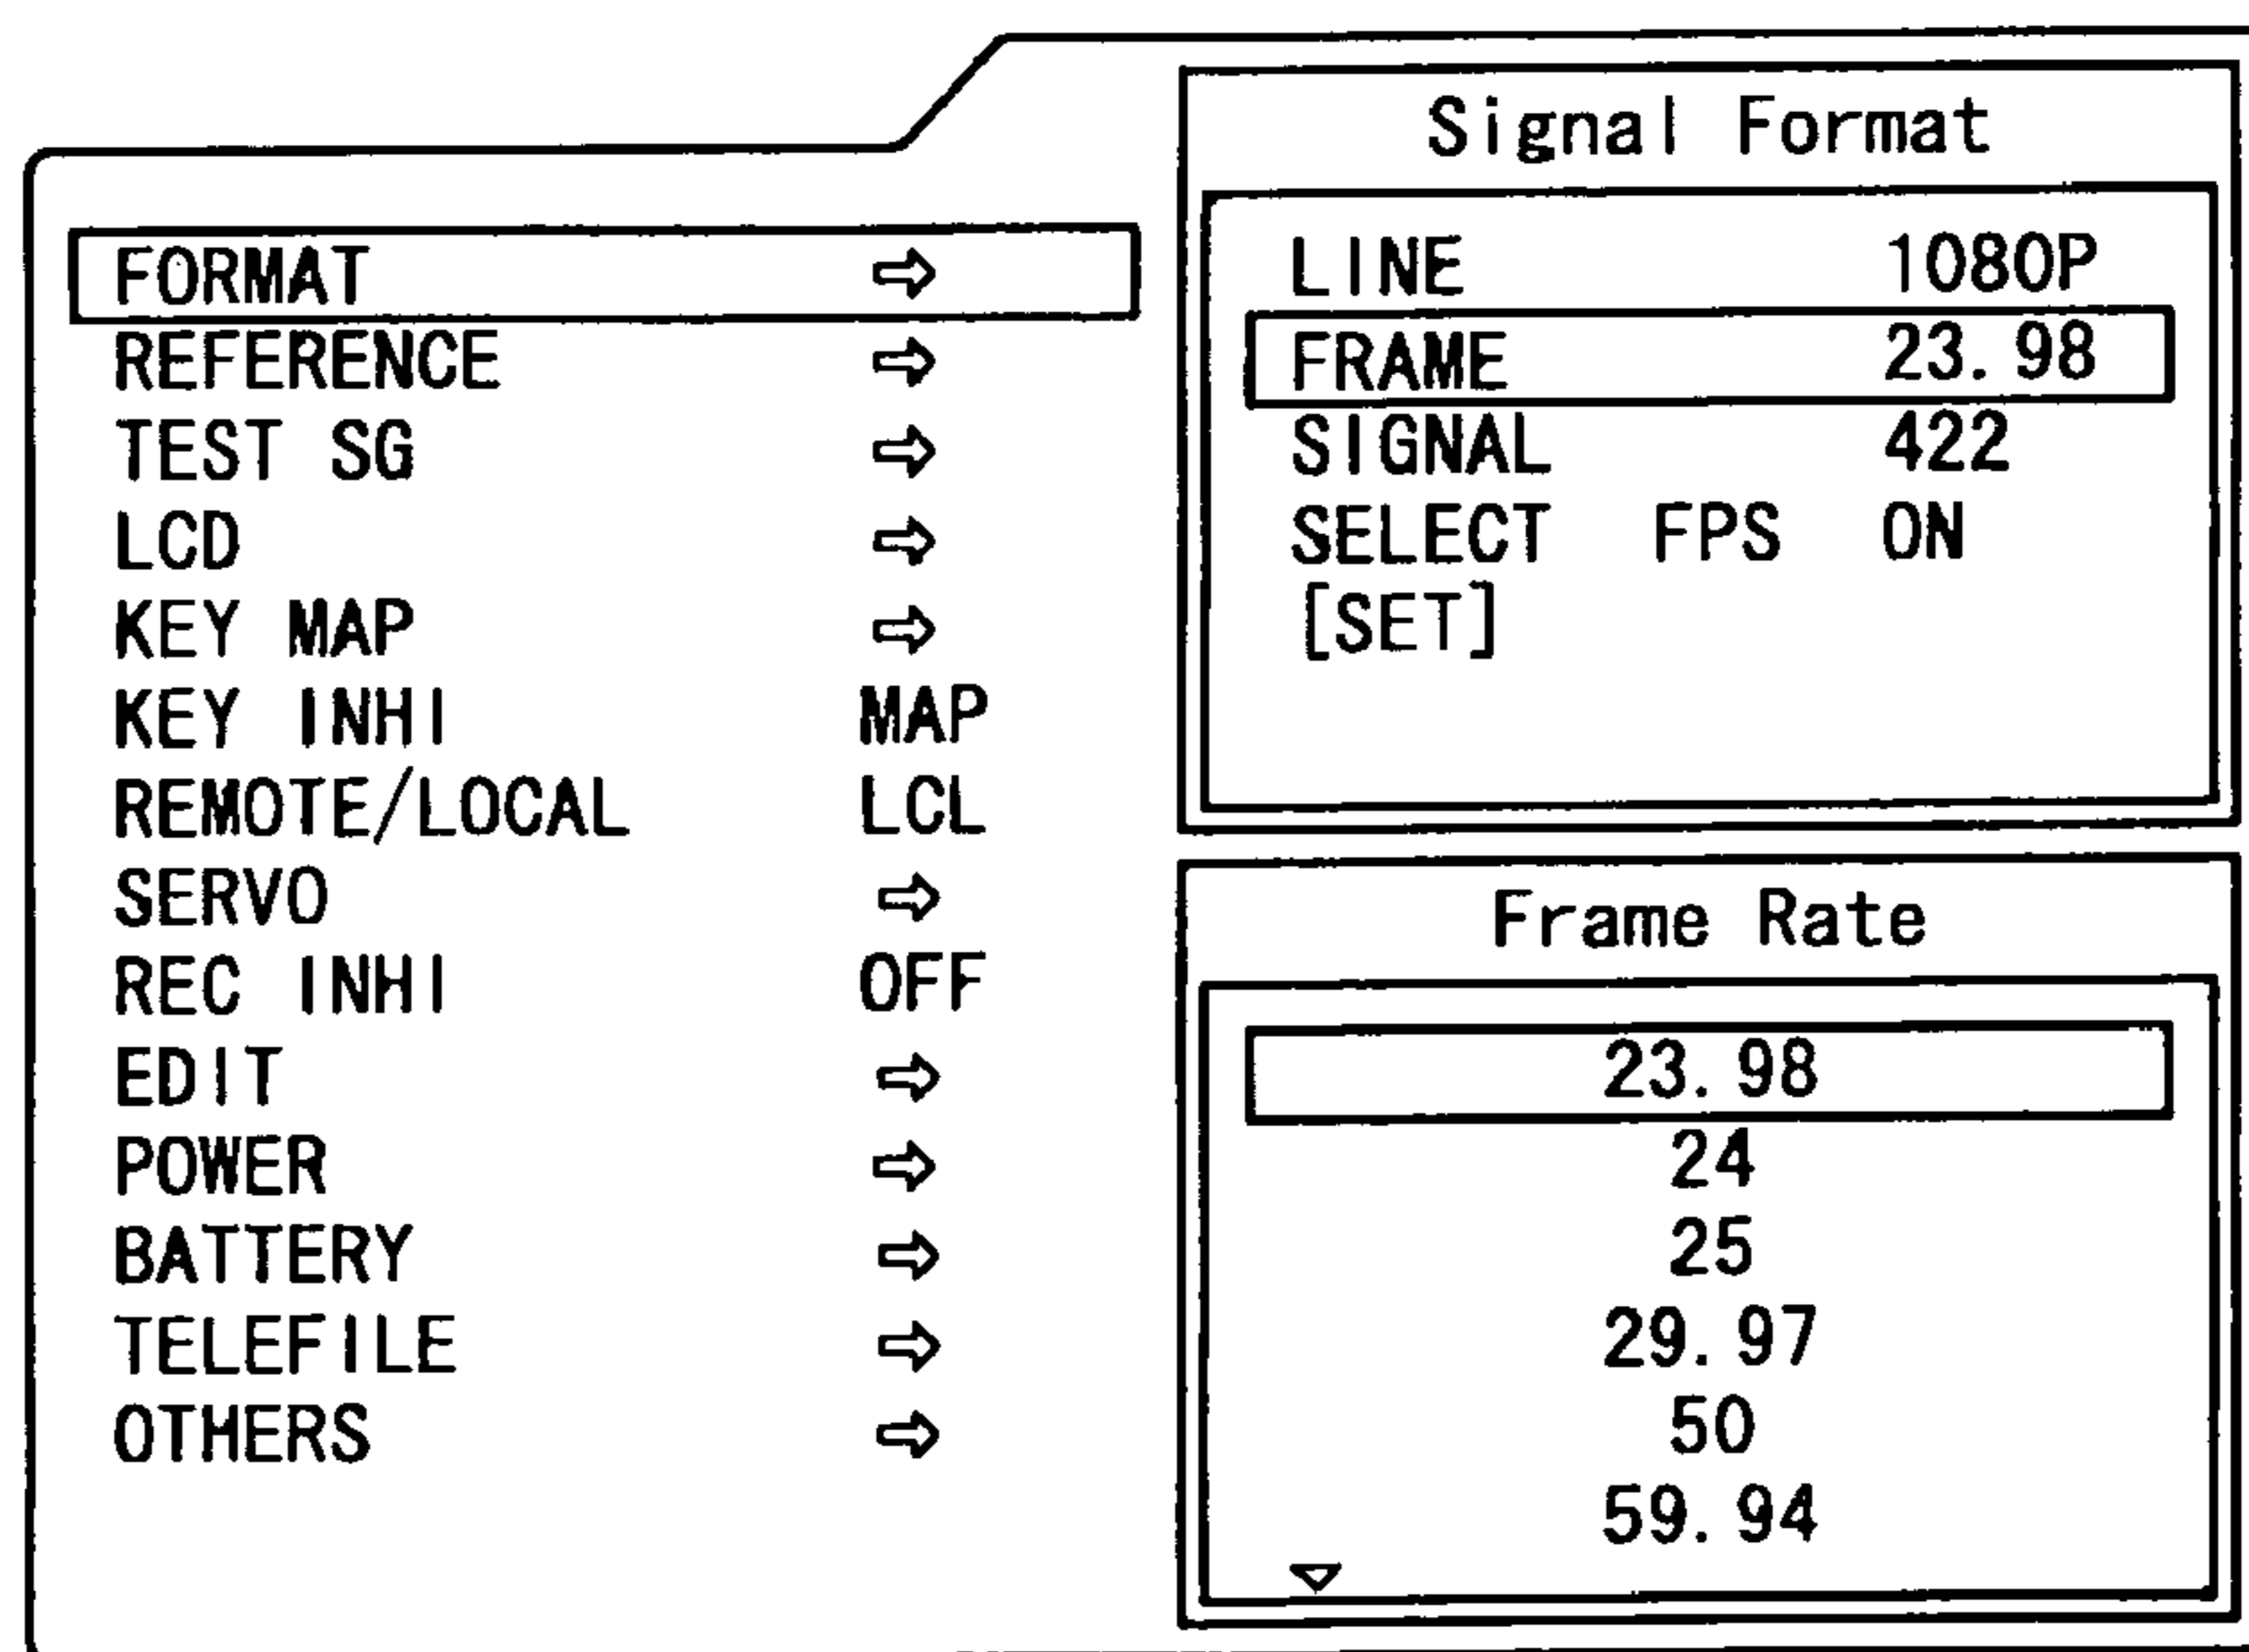 FORMAT ⇨
REFERENCE ⇨
TEST SG ⇨
LCD ⇨
KEY MAP ⇨
KEY INHI MAP
REMOTE/LOCAL LCL
SERVO ⇨
REC INHI OFF
EDIT ⇨
POWER ⇨
BATTERY ⇨
TELEFILE ⇨
OTHERS ⇨
Signal Format
LINE 1080P
FRAME 23.98
SIGNAL 422
SELECT FPS ON
[SET]
Frame Rate
23.98
24
25
29.97
50
59.94